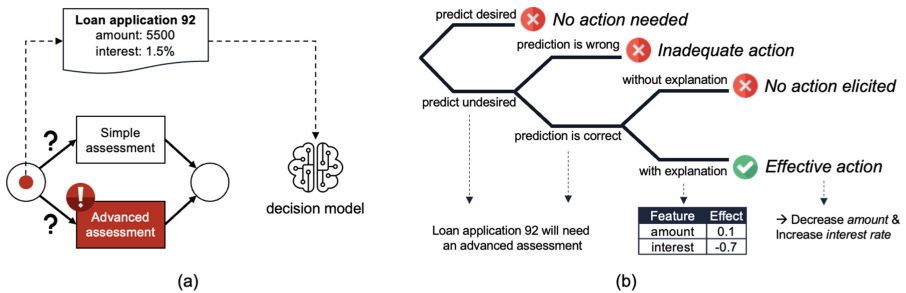 Loan application 92
amount: 5500
interest: 1.5%
?
Simple
assessment
!
?
Advanced
assessment
decision model
(a)
predict desired
No action needed
prediction is wrong
Inadequate action
without explanation
No action elicited
predict undesired
prediction is correct
with explanation
Effective action
Loan application 92 will need
an advanced assessment
Feature Effect
amount 0.1
interest -0.7
→ Decrease amount &
Increase interest rate
(b)